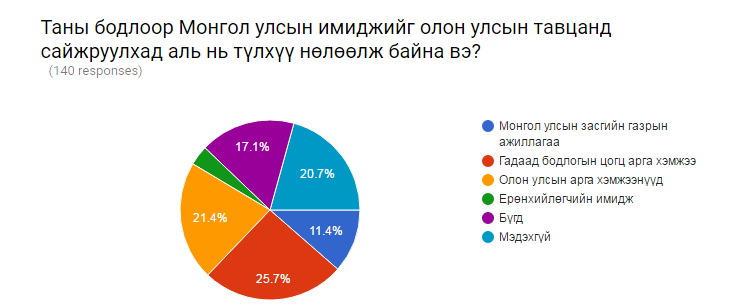 Таны бодлоор Монгол улсын имиджийг олон улсын тавцанд
сайжруулхад аль нь түлхүү нөлөөлж байна вэ?
(140 responses)
17.1%
20.7%
21.4%
11.4%
25.7%
Монгол улсын засгийн газрын
ажиллагаа
Гадаад бодлогын цогц арга хэмжээ
Олон улсын арга хэмжээнүүд
Ерөнхийлөгчийн имидж
Бүгд
Мэдэхгүй